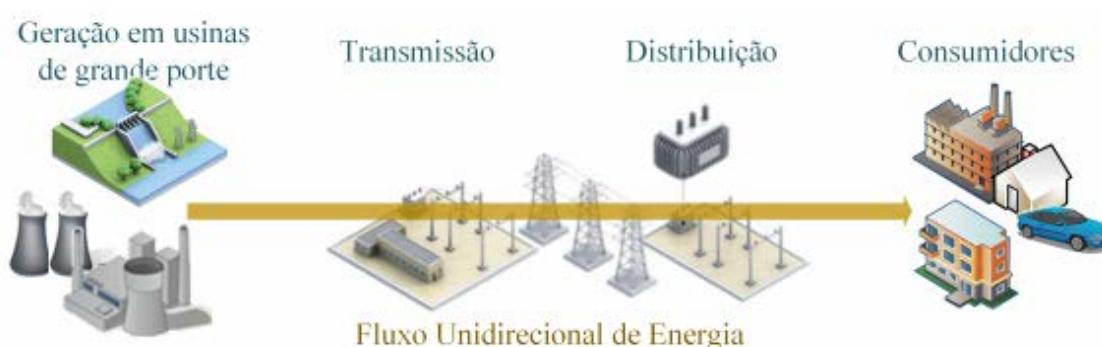 Geração em usinas
de grande porte
Transmissão
Distribuição
Consumidores
Fluxo Unidirecional de Energia